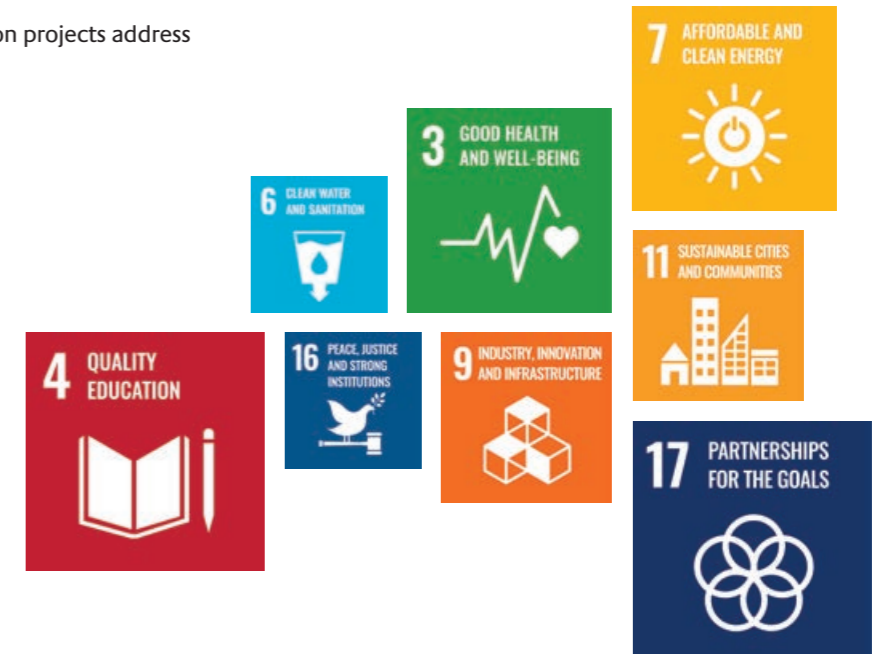 on projects address
7 AFFORDABLE AND
CLEAN ENERGY
3 GOOD HEALTH
AND WELL-BEING
6 CLEAN WATER
AND SANITATION
11 SUSTAINABLE CITIES
AND COMMUNITIES
4 QUALITY
EDUCATION
16 PEACE, JUSTICE
AND STRONG
INSTITUTIONS
9 INDUSTRY, INNOVATION
AND INFRASTRUCTURE
17 PARTNERSHIPS
FOR THE GOALS